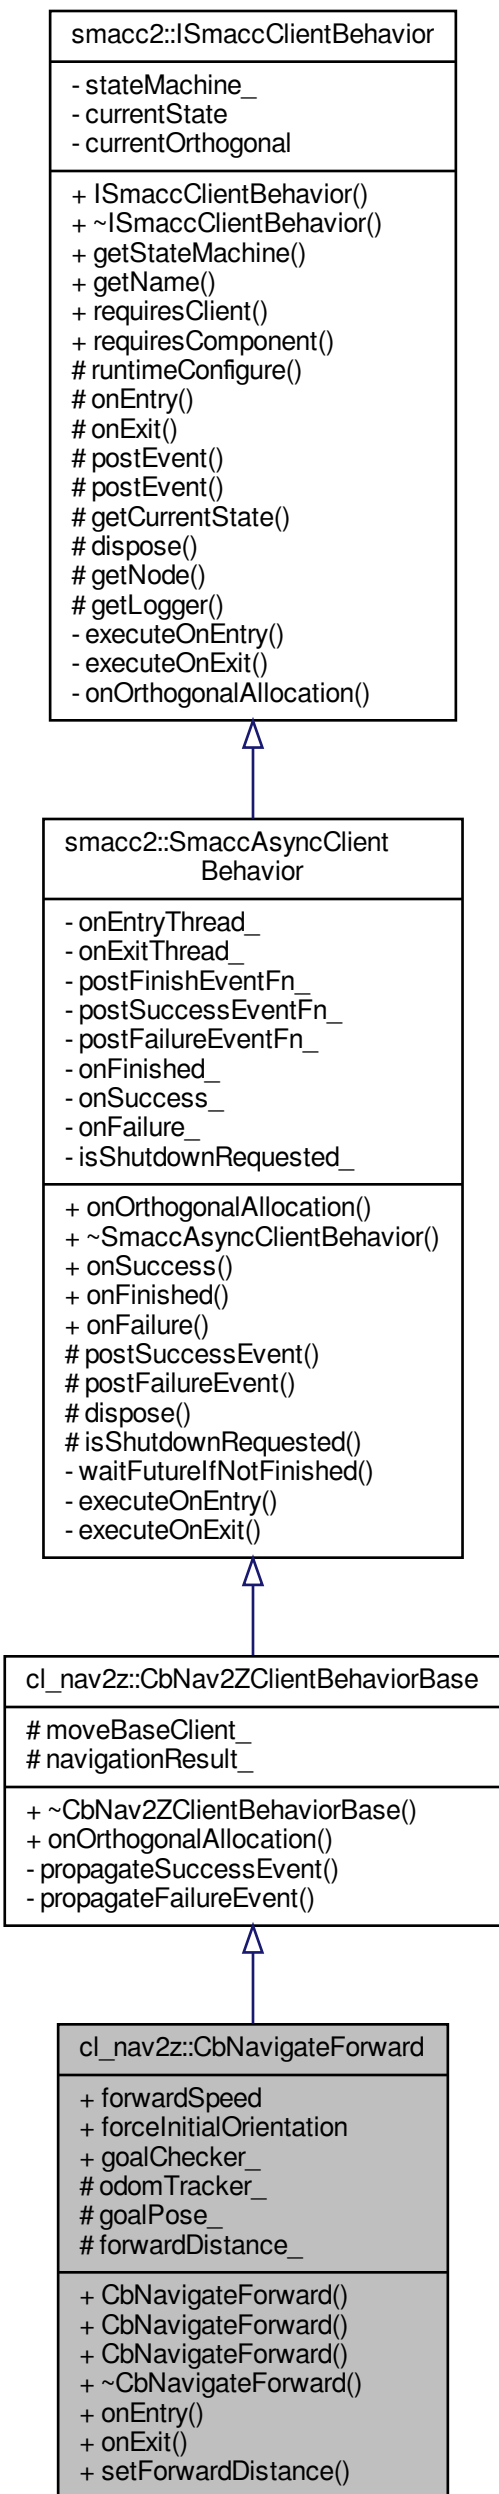 smacc2::ISmaccClientBehavior
- stateMachine_
- currentState
- currentOrthogonal
+ ISmaccClientBehavior()
+ ~ISmaccClientBehavior()
+ getStateMachine()
+ getName()
+ requiresClient()
+ requiresComponent()
# runtimeConfigure()
# onEntry()
# onExit()
# postEvent()
# postEvent()
# getCurrentState()
# dispose()
# getNode()
# getLogger()
- executeOnEntry()
- executeOnExit()
- onOrthogonalAllocation()
smacc2::SmaccAsyncClient
Behavior
- onEntryThread_
- onExitThread_
- postFinishEventFn_
- postSuccessEventFn_
- postFailureEventFn_
- onFinished_
- onSuccess_
- onFailure_
- isShutdownRequested_
+ onOrthogonalAllocation()
+ ~SmaccAsyncClientBehavior()
+ onSuccess()
+ onFinished()
+ onFailure()
# postSuccessEvent()
# postFailureEvent()
# dispose()
# isShutdownRequested()
- waitFutureIfNotFinished()
- executeOnEntry()
- executeOnExit()
cl_nav2z::CbNav2ZClientBehaviorBase
# moveBaseClient_
# navigationResult_
+ ~CbNav2ZClientBehaviorBase()
+ onOrthogonalAllocation()
- propagateSuccessEvent()
- propagateFailureEvent()
cl_nav2z::CbNavigateForward
+ forwardSpeed
+ forceInitialOrientation
+ goalChecker_
# odomTracker_
# goalPose_
# forwardDistance_
+ CbNavigateForward()
+ CbNavigateForward()
+ CbNavigateForward()
+ ~CbNavigateForward()
+ onEntry()
+ onExit()
+ setForwardDistance()